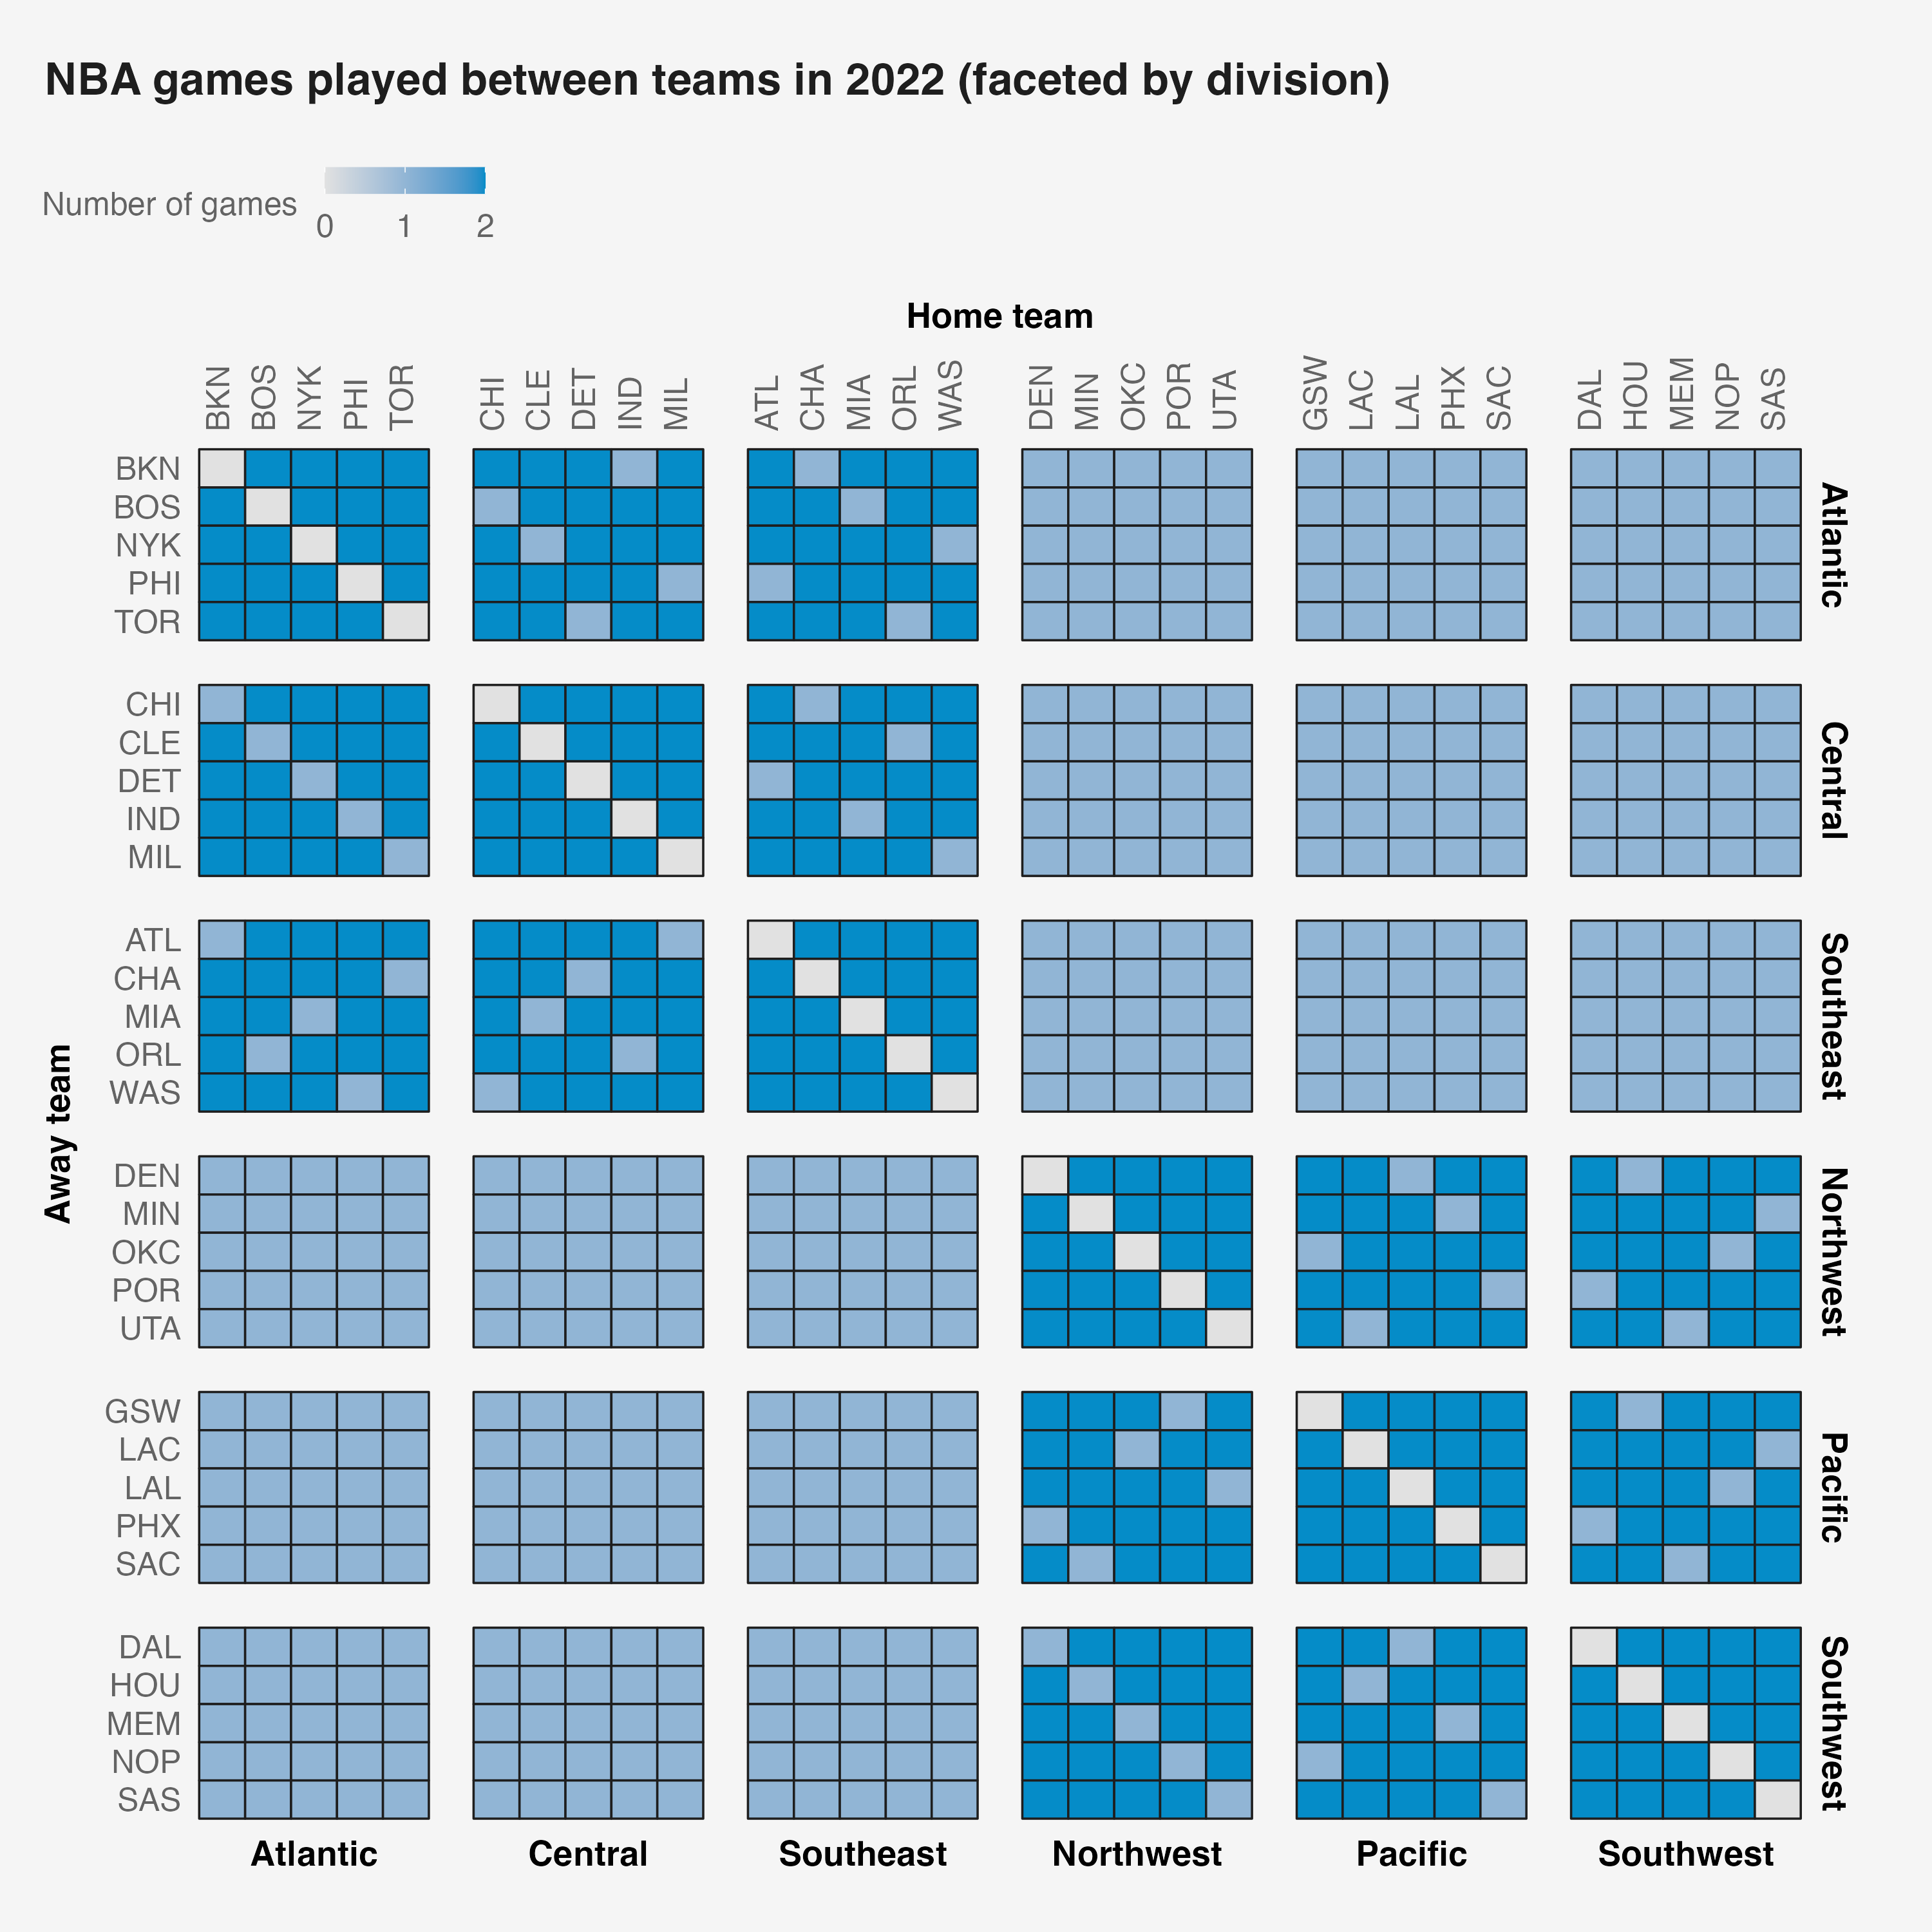 NBA games played between teams in 2022 (faceted by division)
Number of games
0 1 2
Home team
BKN BOS NYK PHI TOR CHI CLE DET IND MIL ATL CHA MIA ORL WAS DEN MIN OKC POR UTA GSW LAC LAL PHX SAC DAL HOU MEM NOP SAS
BKN
BOS
NYK
PHI
TOR
Atlantic
CHI
CLE
DET
IND
MIL
Central
ATL
CHA
MIA
ORL
WAS
Southeast
Away team
DEN
MIN
OKC
POR
UTA
Northwest
GSW
LAC
LAL
PHX
SAC
Pacific
DAL
HOU
MEM
NOP
SAS
Southwest
Atlantic Central Southeast Northwest Pacific Southwest